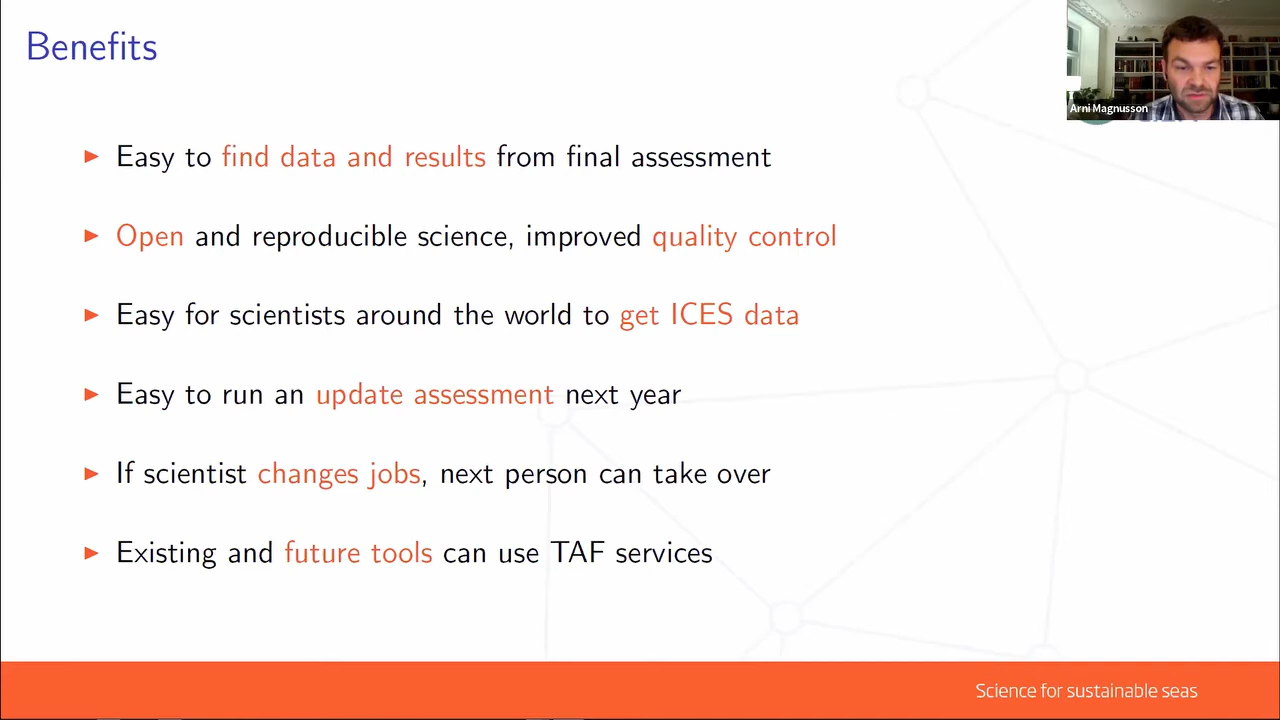 Benefits
Arni Magnusson
Easy to find data and results from final assessment
Open and reproducible science, improved quality control
Easy for scientists around the world to get ICES data
Easy to run an update assessment next year
If scientist changes jobs, next person can take over
Existing and future tools can use TAF services
Science for sustainable seas